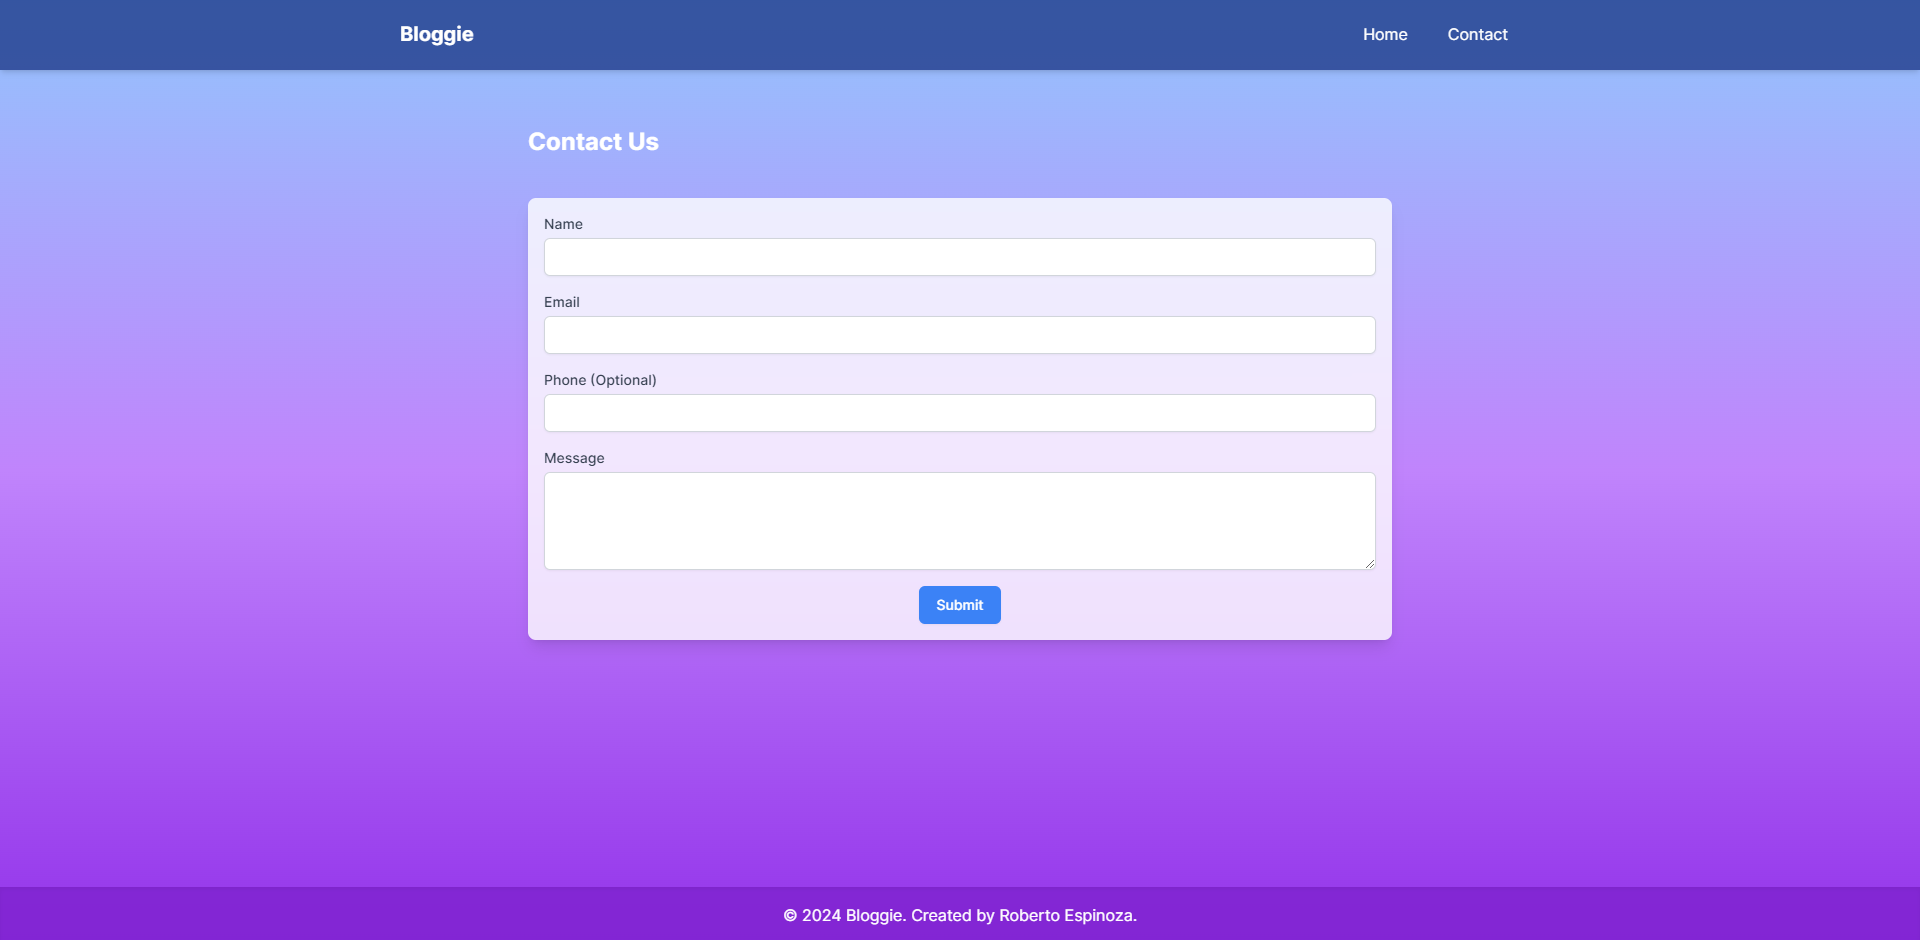 Bloggie
Home
Contact
Contact Us
Name
Email
Phone (Optional)
Message
Submit
© 2024 Bloggie. Created by Roberto Espinoza.